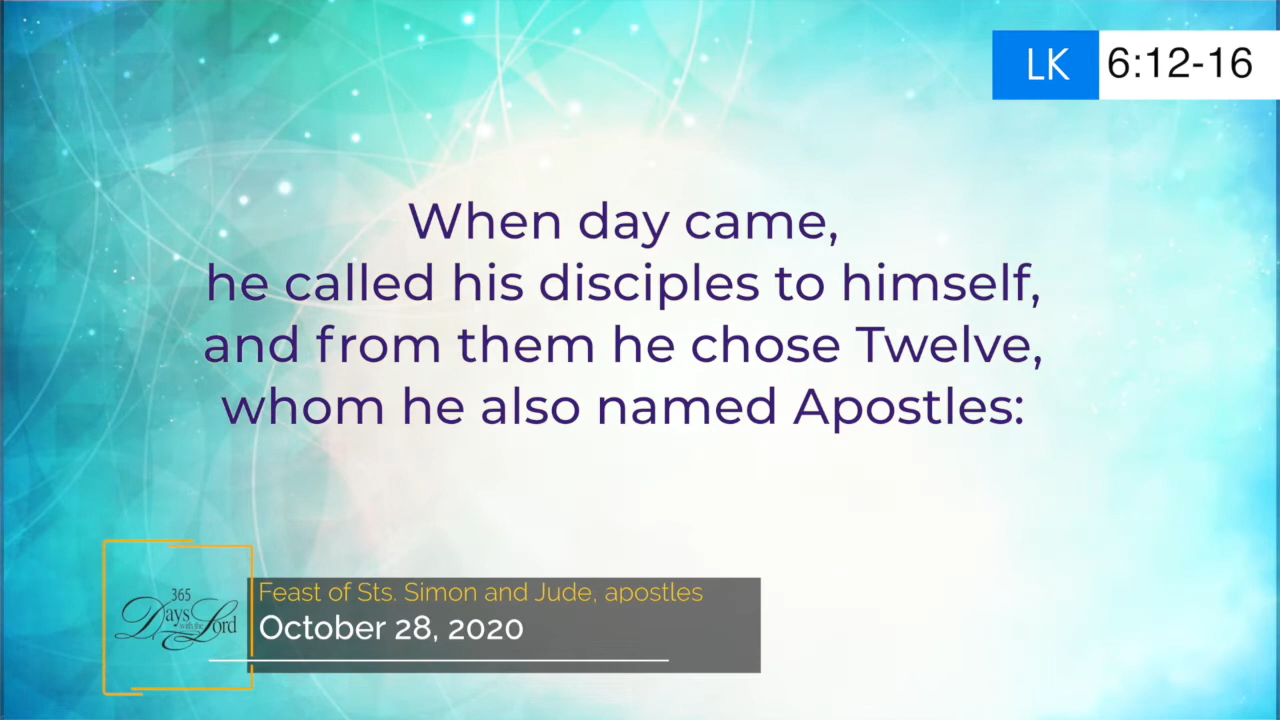 LK 6:12-16
When day came,
he called his disciples to himself,
and from them he chose Twelve,
whom he also named Apostles:
365
Days with the Lord
Feast of Sts. Simon and Jude, apostles
October 28, 2020